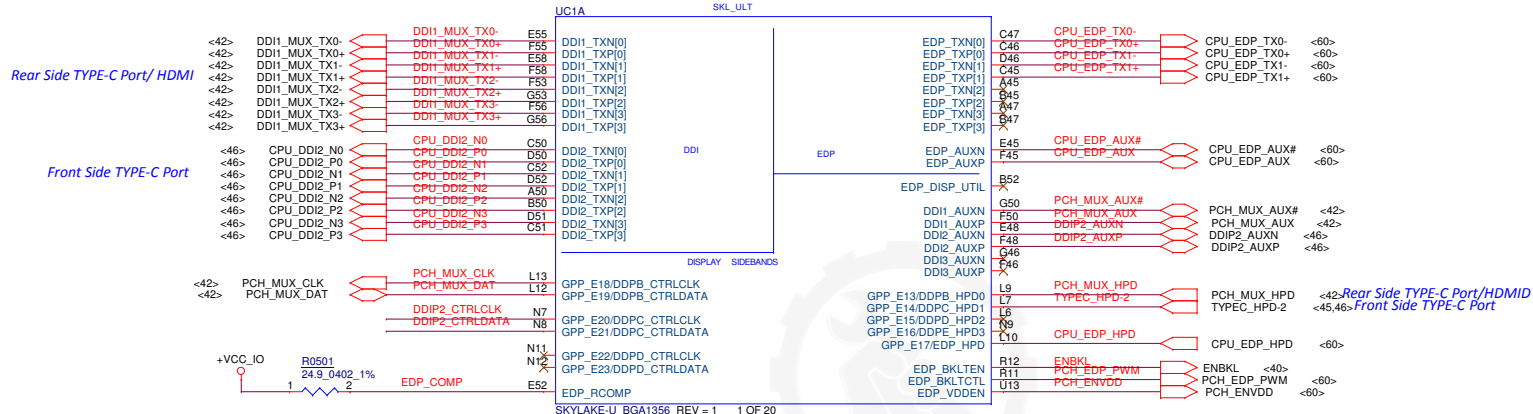 UC1A SKL_ULT
<42> DDI1_MUX_TX0- DDI1_MUX_TX0- E55 DDI1_TXN[0] EDP_TXN[0] C47 CPU_EDP_TX0- CPU_EDP_TX0- <60>
<42> DDI1_MUX_TX0+ DDI1_MUX_TX0+ F55 DDI1_TXP[0] EDP_TXP[0] C46 CPU_EDP_TX0+ CPU_EDP_TX0+ <60>
<42> DDI1_MUX_TX1- DDI1_MUX_TX1- E58 DDI1_TXN[1] EDP_TXN[1] D46 CPU_EDP_TX1- CPU_EDP_TX1- <60>
Rear Side TYPE-C Port/ HDMI
<42> DDI1_MUX_TX1+ DDI1_MUX_TX1+ F58 DDI1_TXP[1] EDP_TXP[1] C45 CPU_EDP_TX1+ CPU_EDP_TX1+ <60>
<42> DDI1_MUX_TX2- DDI1_MUX_TX2- F53 DDI1_TXN[2] EDP_TXN[2] A45
<42> DDI1_MUX_TX2+ DDI1_MUX_TX2+ G53 DDI1_TXP[2] EDP_TXP[2] B45
<42> DDI1_MUX_TX3- DDI1_MUX_TX3- F56 DDI1_TXN[3] EDP_TXN[3] A47
<42> DDI1_MUX_TX3+ DDI1_MUX_TX3+ G56 DDI1_TXP[3] EDP_TXP[3] B47
<46> CPU_DDI2_N0 CPU_DDI2_N0 C50 DDI2_TXN[0] DDI EDP EDP_AUXN E45 CPU_EDP_AUX# CPU_EDP_AUX# <60>
<46> CPU_DDI2_P0 CPU_DDI2_P0 D50 DDI2_TXP[0] EDP_AUXP F45 CPU_EDP_AUX CPU_EDP_AUX <60>
Front Side TYPE-C Port
<46> CPU_DDI2_N1 CPU_DDI2_N1 C52 DDI2_TXN[1]
<46> CPU_DDI2_P1 CPU_DDI2_P1 D52 DDI2_TXP[1] EDP_DISP_UTIL B52
<46> CPU_DDI2_N2 CPU_DDI2_N2 A50 DDI2_TXN[2]
<46> CPU_DDI2_P2 CPU_DDI2_P2 B50 DDI2_TXP[2] DDI1_AUXN G50 PCH_MUX_AUX# PCH_MUX_AUX# <42>
<46> CPU_DDI2_N3 CPU_DDI2_N3 D51 DDI2_TXN[3] DDI1_AUXP F50 PCH_MUX_AUX PCH_MUX_AUX <42>
<46> CPU_DDI2_P3 CPU_DDI2_P3 C51 DDI2_TXP[3] DDI2_AUXN E48 DDIP2_AUXN DDIP2_AUXN <46>
DDI2_AUXP F48 DDIP2_AUXP DDIP2_AUXP <46>
DISPLAY SIDEBANDS DDI3_AUXN G46
DDI3_AUXP F46
<42> PCH_MUX_CLK PCH_MUX_CLK L13 GPP_E18/DDPB_CTRLCLK
<42> PCH_MUX_DAT PCH_MUX_DAT L12 GPP_E19/DDPB_CTRLDATA GPP_E13/DDPB_HPD0 L9 PCH_MUX_HPD PCH_MUX_HPD <42> Rear Side TYPE-C Port/HDMID
GPP_E14/DDPC_HPD1 L7 TYPEC_HPD-2 TYPEC_HPD-2 <45,46> Front Side TYPE-C Port
DDIP2_CTRLCLK N7 GPP_E20/DDPC_CTRLCLK GPP_E15/DDPD_HPD2 L6
DDIP2_CTRLDATA N8 GPP_E21/DDPC_CTRLDATA GPP_E16/DDPE_HPD3 N9
GPP_E17/EDP_HPD L10 CPU_EDP_HPD CPU_EDP_HPD <60>
N11 GPP_E22/DDPD_CTRLCLK
N12 GPP_E23/DDPD_CTRLDATA EDP_BKLTEN R12 ENBKL ENBKL <40>
+VCC_IO R0501 EDP_BKLTCTL R11 PCH_EDP_PWM PCH_EDP_PWM <60>
24.9_0402_1%
1 2 EDP_COMP E52 EDP_RCOMP EDP_VDDEN U13 PCH_ENVDD PCH_ENVDD <60>
SKYLAKE-U_BGA1356 REV = 1 1 OF 20